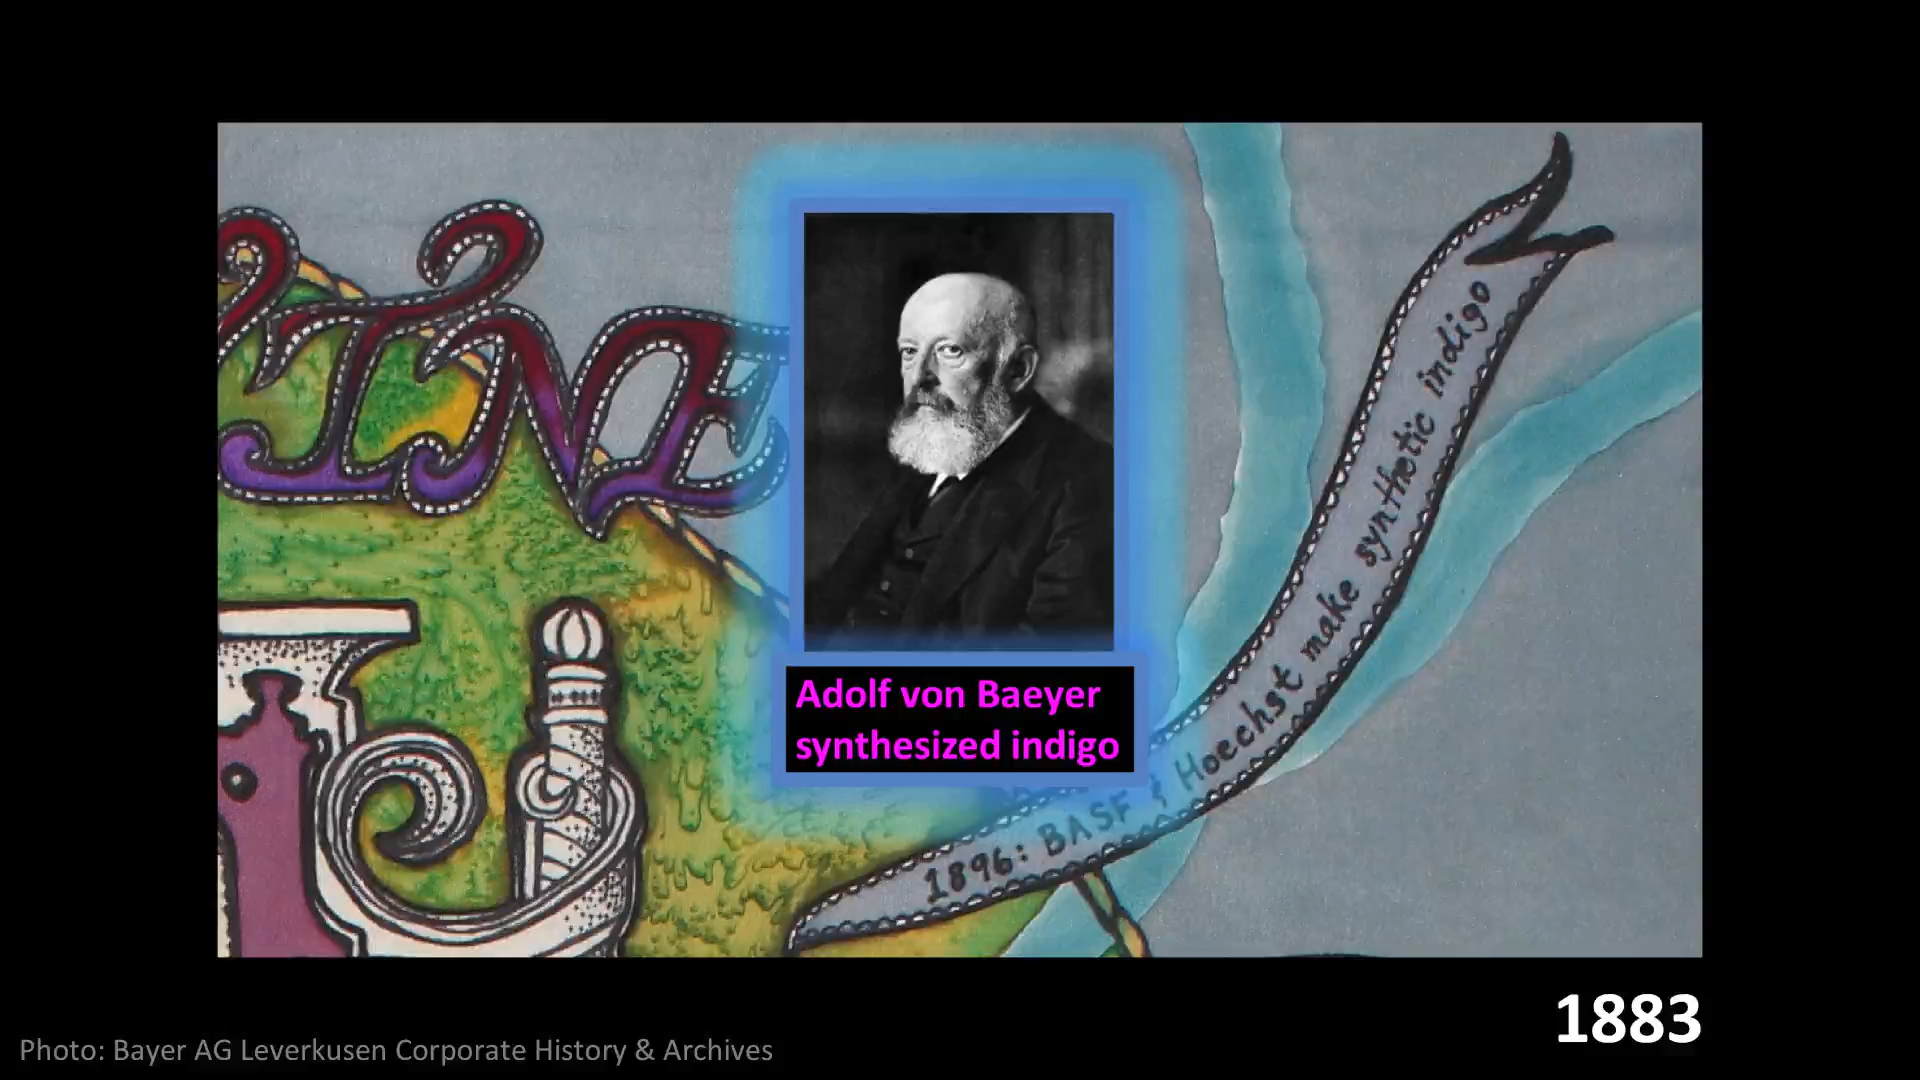 INE
Adolf von Baeyer
synthesized indigo
1896: BASF & Hoechst make synthetic indigo
1883
Photo: Bayer AG Leverkusen Corporate History & Archives